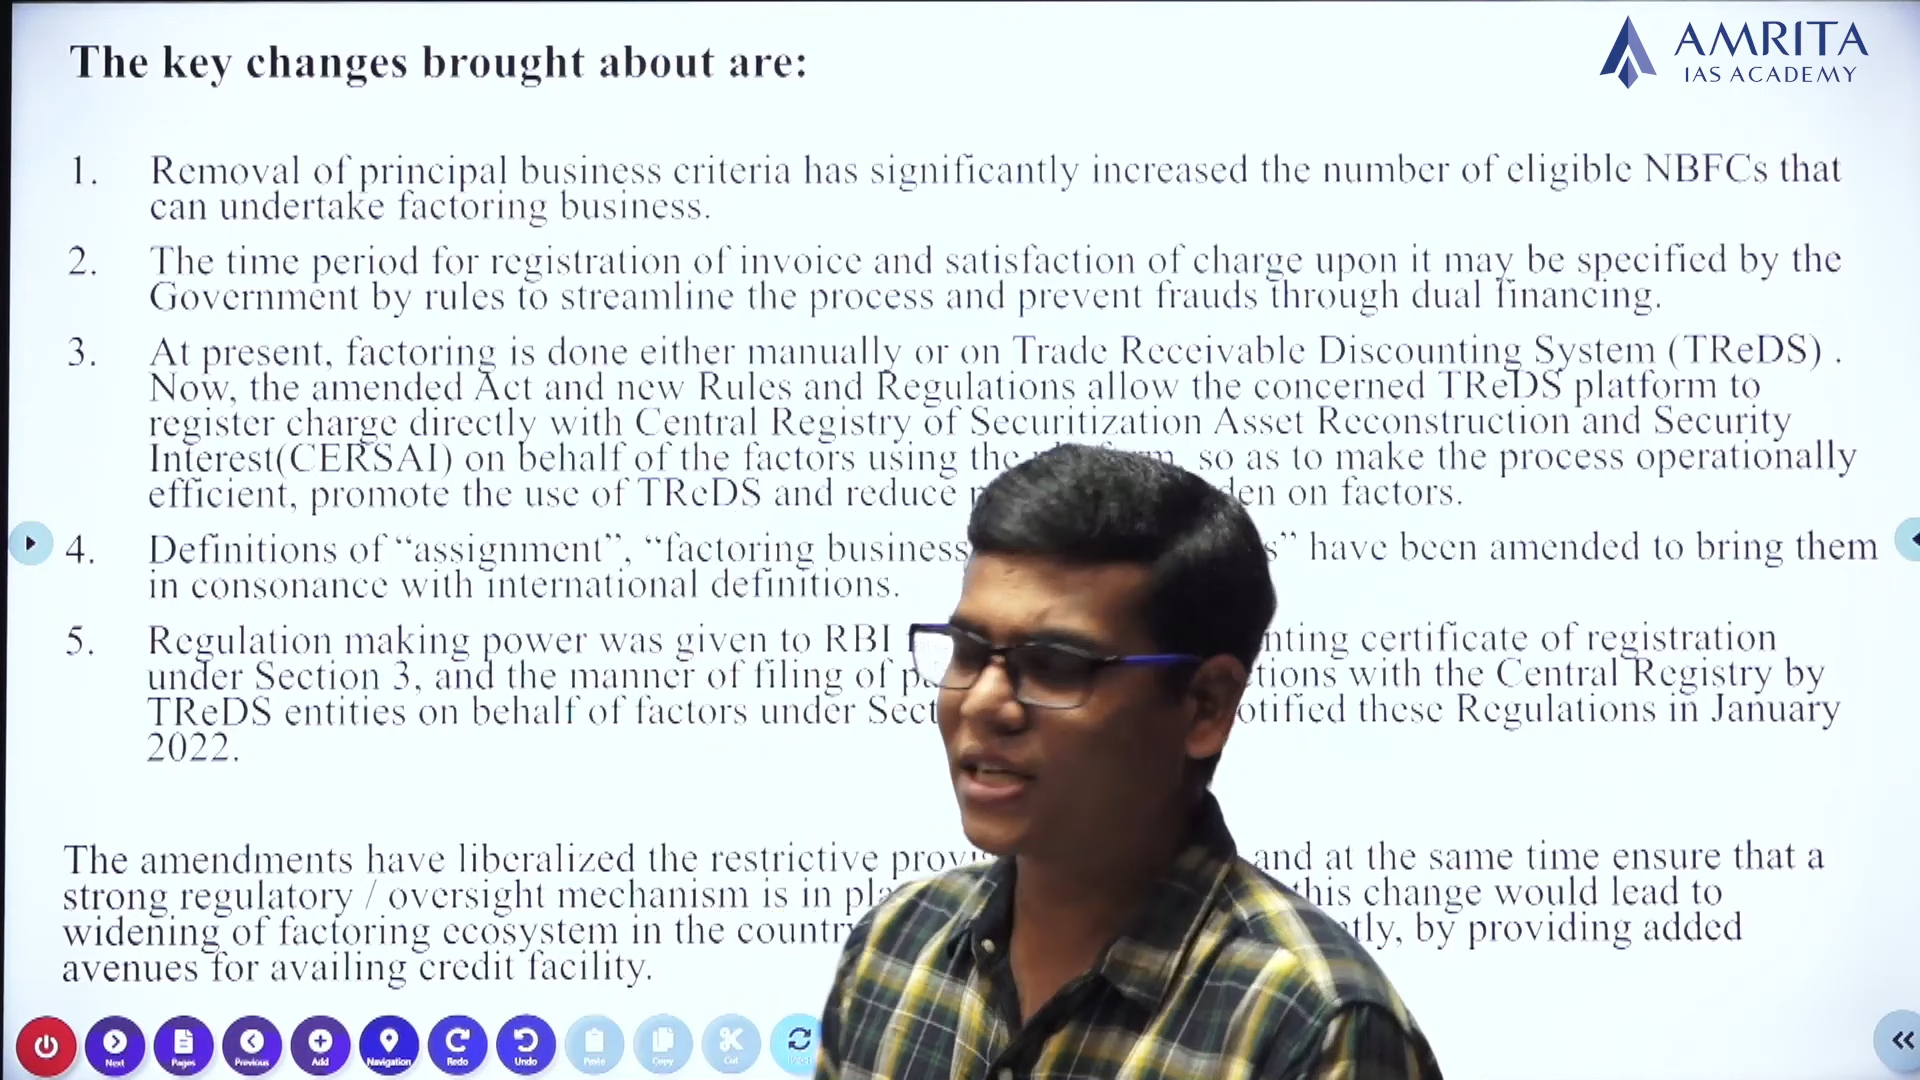 The key changes brought about are:
AMRITA
IAS ACADEMY
1. Removal of principal business criteria has significantly increased the number of eligible NBFCs that
can undertake factoring business.
2. The time period for registration of invoice and satisfaction of charge upon it may be specified by the
Government by rules to streamline the process and prevent frauds through dual financing.
3. At present, factoring is done either manually or on Trade Receivable Discounting System (TReDS) .
Now, the amended Act and new Rules and Regulations allow the concerned TReDS platform to
register charge directly with Central Registry of Securitization Asset Reconstruction and Security
Interest(CERSAI) on behalf of the factors using the so as to make the process operationally
efficient, promote the use of TReDS and reduce on factors.
4. Definitions of “assignment”, “factoring business have been amended to bring them
in consonance with international definitions.
5. Regulation making power was given to RBI certificate of registration
under Section 3, and the manner of filing of with the Central Registry by
TReDS entities on behalf of factors under these Regulations in January
2022.
The amendments have liberalized the restrictive and at the same time ensure that a
strong regulatory / oversight mechanism is in this change would lead to
widening of factoring ecosystem in the country by providing added
avenues for availing credit facility.
Next
Pages
Previous
Add
Navigation
Redo
Undo
Paste
Copy
Cut